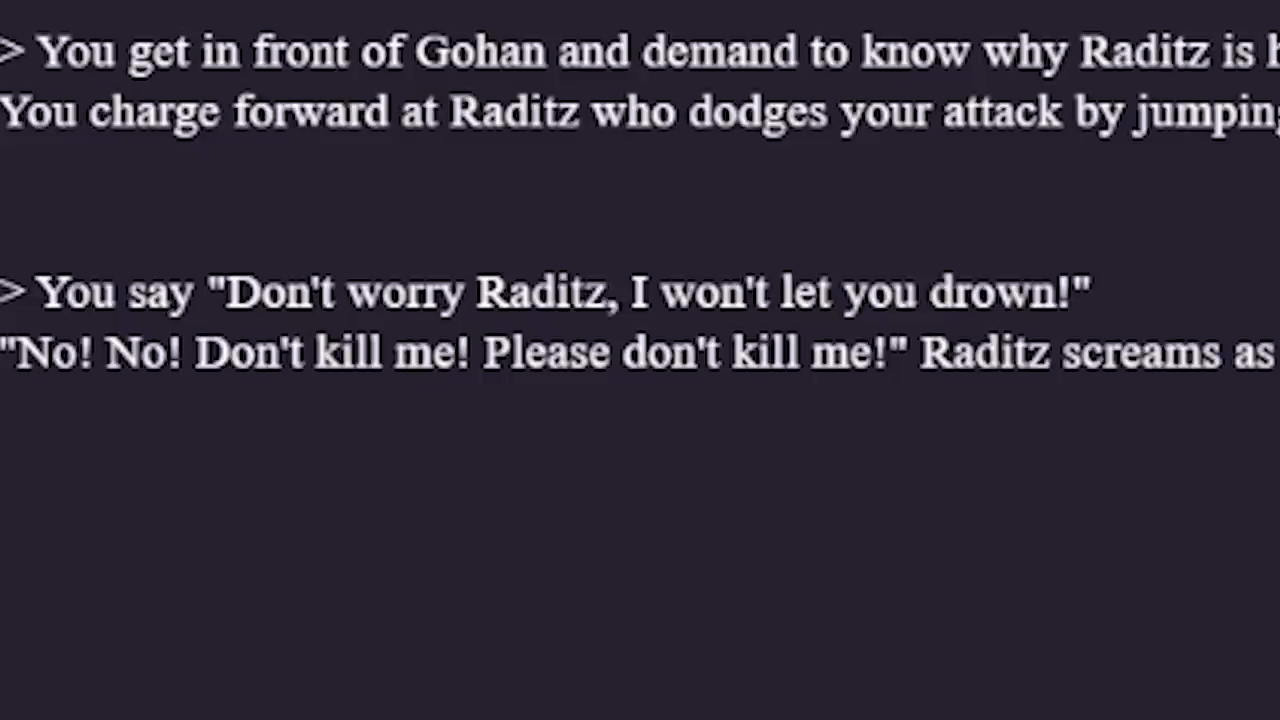 > You get in front of Gohan and demand to know why Raditz is
You charge forward at Raditz who dodges your attack by jumping
> You say "Don't worry Raditz, I won't let you drown!"
"No! No! Don't kill me! Please don't kill me!" Raditz screams as